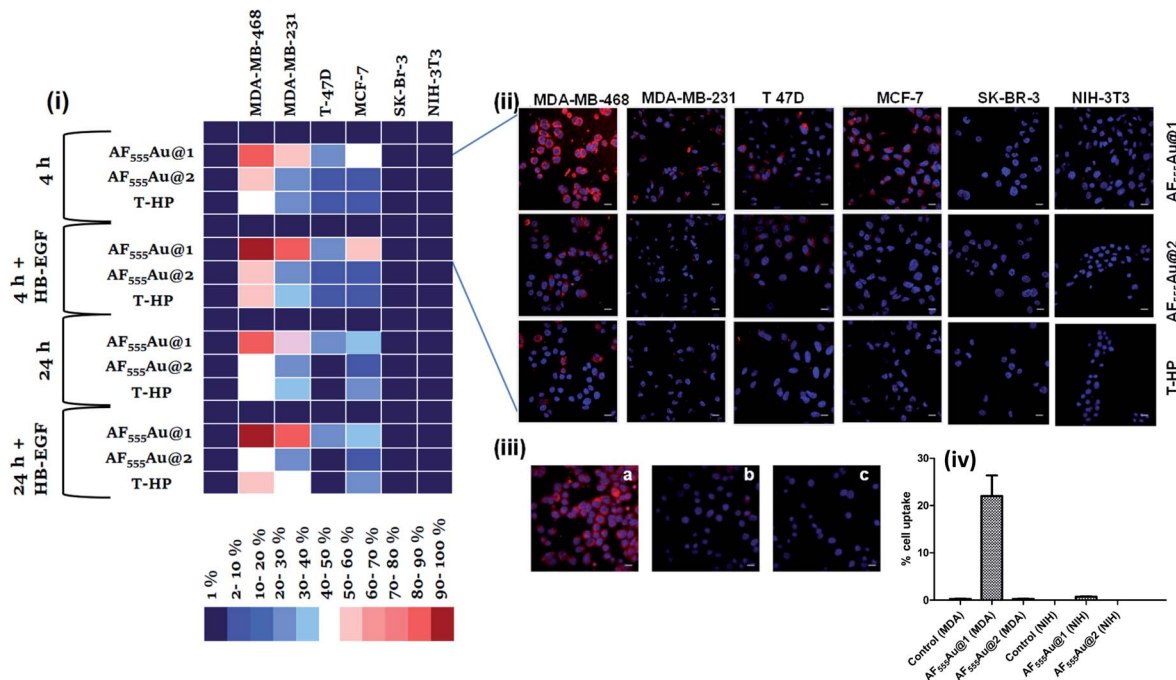 (i)
MDA-MB-468
MDA-MB-231
T-47D
MCF-7
SK-Br-3
NIH-3T3
4 h
AF555Au@1
AF555Au@2
T-HP
4 h +
HB-EGF
AF555Au@1
AF555Au@2
T-HP
24 h
AF555Au@1
AF555Au@2
T-HP
24 h +
HB-EGF
AF555Au@1
AF555Au@2
T-HP
1 %
2- 10 %
10- 20 %
20- 30 %
30- 40 %
40- 50 %
50- 60 %
60- 70 %
70- 80 %
80- 90 %
90- 100 %
(ii)
MDA-MB-468
MDA-MB-231
T 47D
MCF-7
SK-BR-3
NIH-3T3
AF555Au@1
AF555Au@2
T-HP
(iii)
a
b
c
(iv)
% cell uptake
30
20
10
0
Control (MDA)
AF555Au@1 (MDA)
AF555Au@2 (MDA)
Control (NIH)
AF555Au@1 (NIH)
AF555Au@2 (NIH)